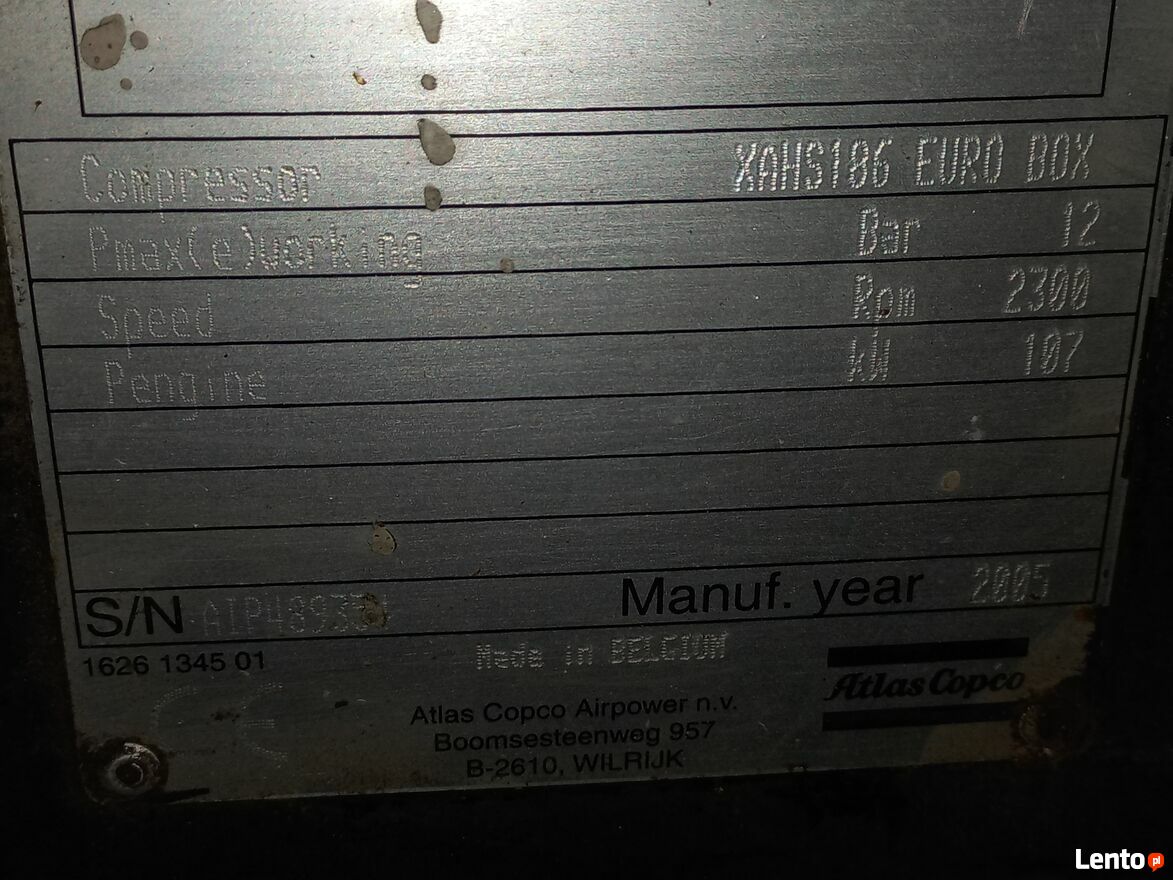 Compressor XAHS186 EURO BOX
Pmax(e)working Bar 12
Speed Rpm 2300
Pengine kW 107
S/N Manuf. year 2005
1626 1345 01
Made in BELGIUM
CE
Atlas Copco
Atlas Copco Airpower n.v.
Boomsesteenweg 957
B-2610, WILRIJK
Lento.pl